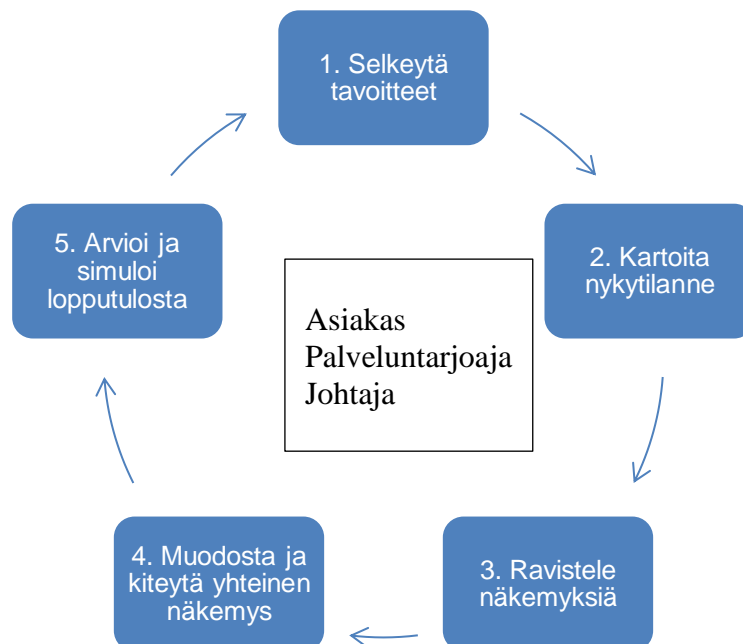 1. Selkeytä
tavoitteet
2. Kartoita
nykytilanne
3. Ravistele
näkemyksiä
4. Muodosta ja
kiteytä yhteinen
näkemys
5. Arvioi ja
simuloi
lopputulosta
Asiakas
Palveluntarjoaja
Johtaja